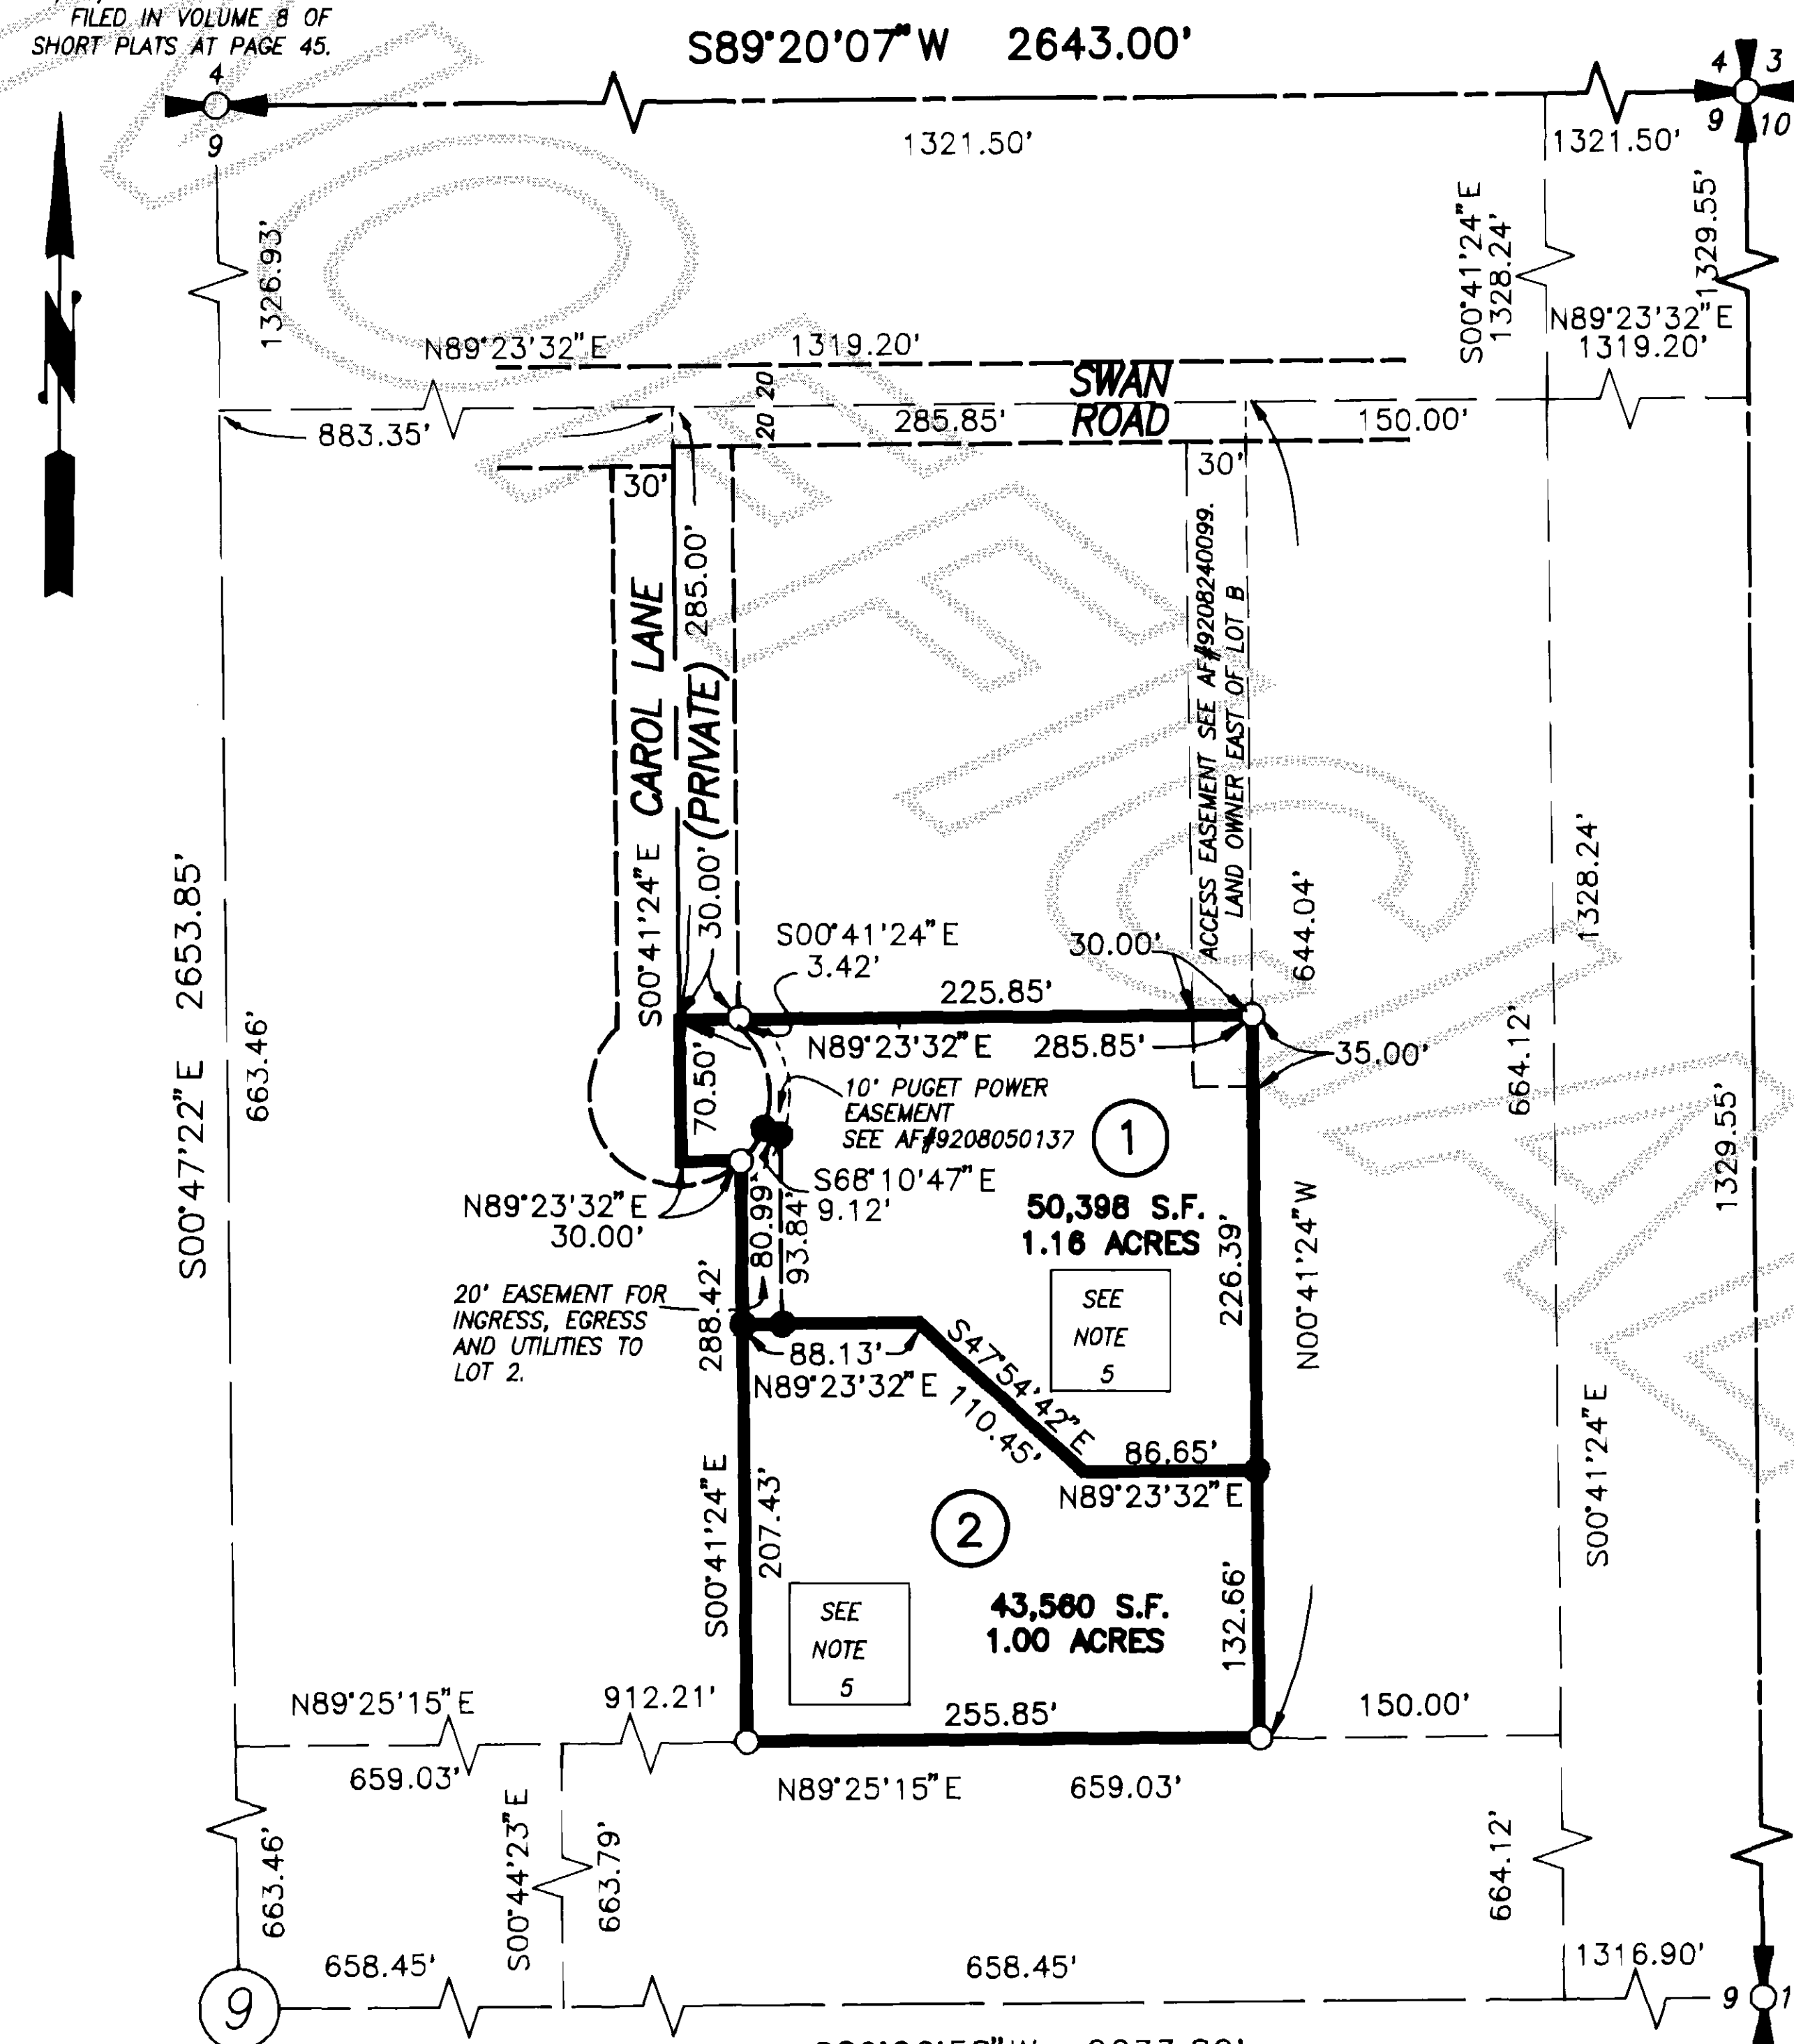 FILED IN VOLUME 8 OF
SHORT PLATS AT PAGE 45.
S89°20'07"W 2643.00'
4
9
4 3
9 10
1321.50'
1321.50'
1326.93'
S00°41'24"E
1328.24'
1329.55'
N
N89°23'32"E
1319.20'
N89°23'32"E
1319.20'
20 20
SWAN
ROAD
883.35'
285.85'
150.00'
30'
30'
285.00'
S00°41'24"E CAROL LANE
30.00' (PRIVATE)
ACCESS EASEMENT SEE AF#9208240099.
LAND OWNER EAST OF LOT B
S00°47'22"E 2653.85'
663.46'
S00°41'24"E
3.42'
30.00'
644.04'
1328.24'
225.85'
N89°23'32"E 285.85'
35.00'
664.12'
1329.55'
70.50'
10' PUGET POWER
EASEMENT
SEE AF#9208050137
1
S68°10'47"E
9.12'
N89°23'32"E
30.00'
80.99'
93.84'
50,398 S.F.
1.16 ACRES
226.39'
N00°41'24"W
20' EASEMENT FOR
INGRESS, EGRESS
AND UTILITIES TO
LOT 2.
288.42'
SEE
NOTE
5
88.13'
N89°23'32"E
S47°54'42"E
110.45'
86.65'
N89°23'32"E
S00°41'24"E
S00°41'24"E
207.43'
2
43,560 S.F.
1.00 ACRES
132.66'
SEE
NOTE
5
N89°25'15"E
912.21'
255.85'
150.00'
659.03'
N89°25'15"E 659.03'
663.46'
S00°44'23"E
663.79'
664.12'
658.45'
658.45'
1316.90'
9
9 1